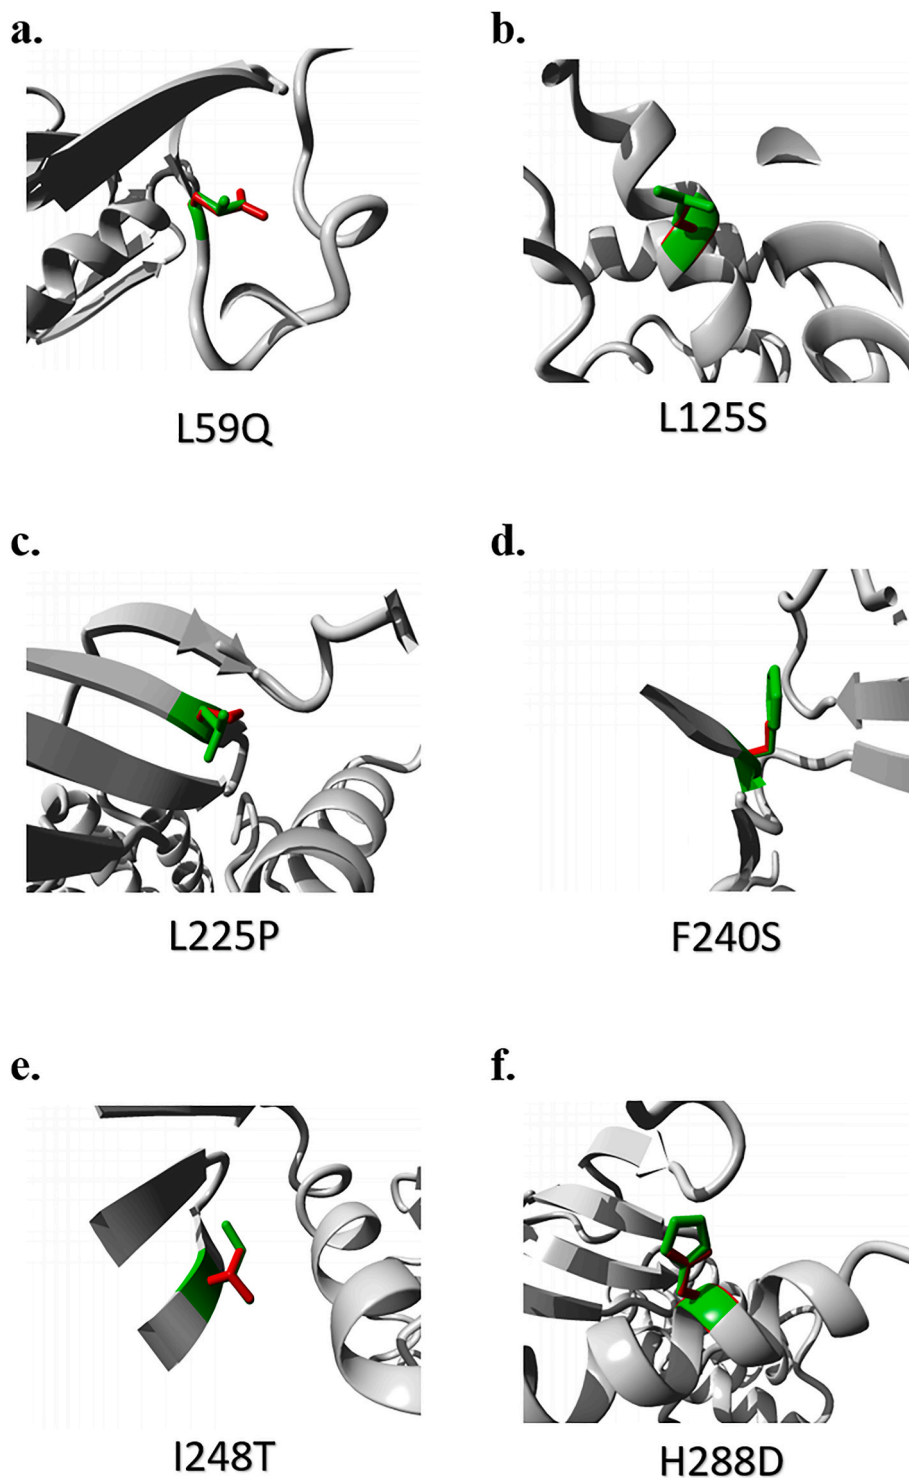 a.
b.
L59Q
L125S
c.
d.
L225P
F240S
e.
f.
I248T
H288D